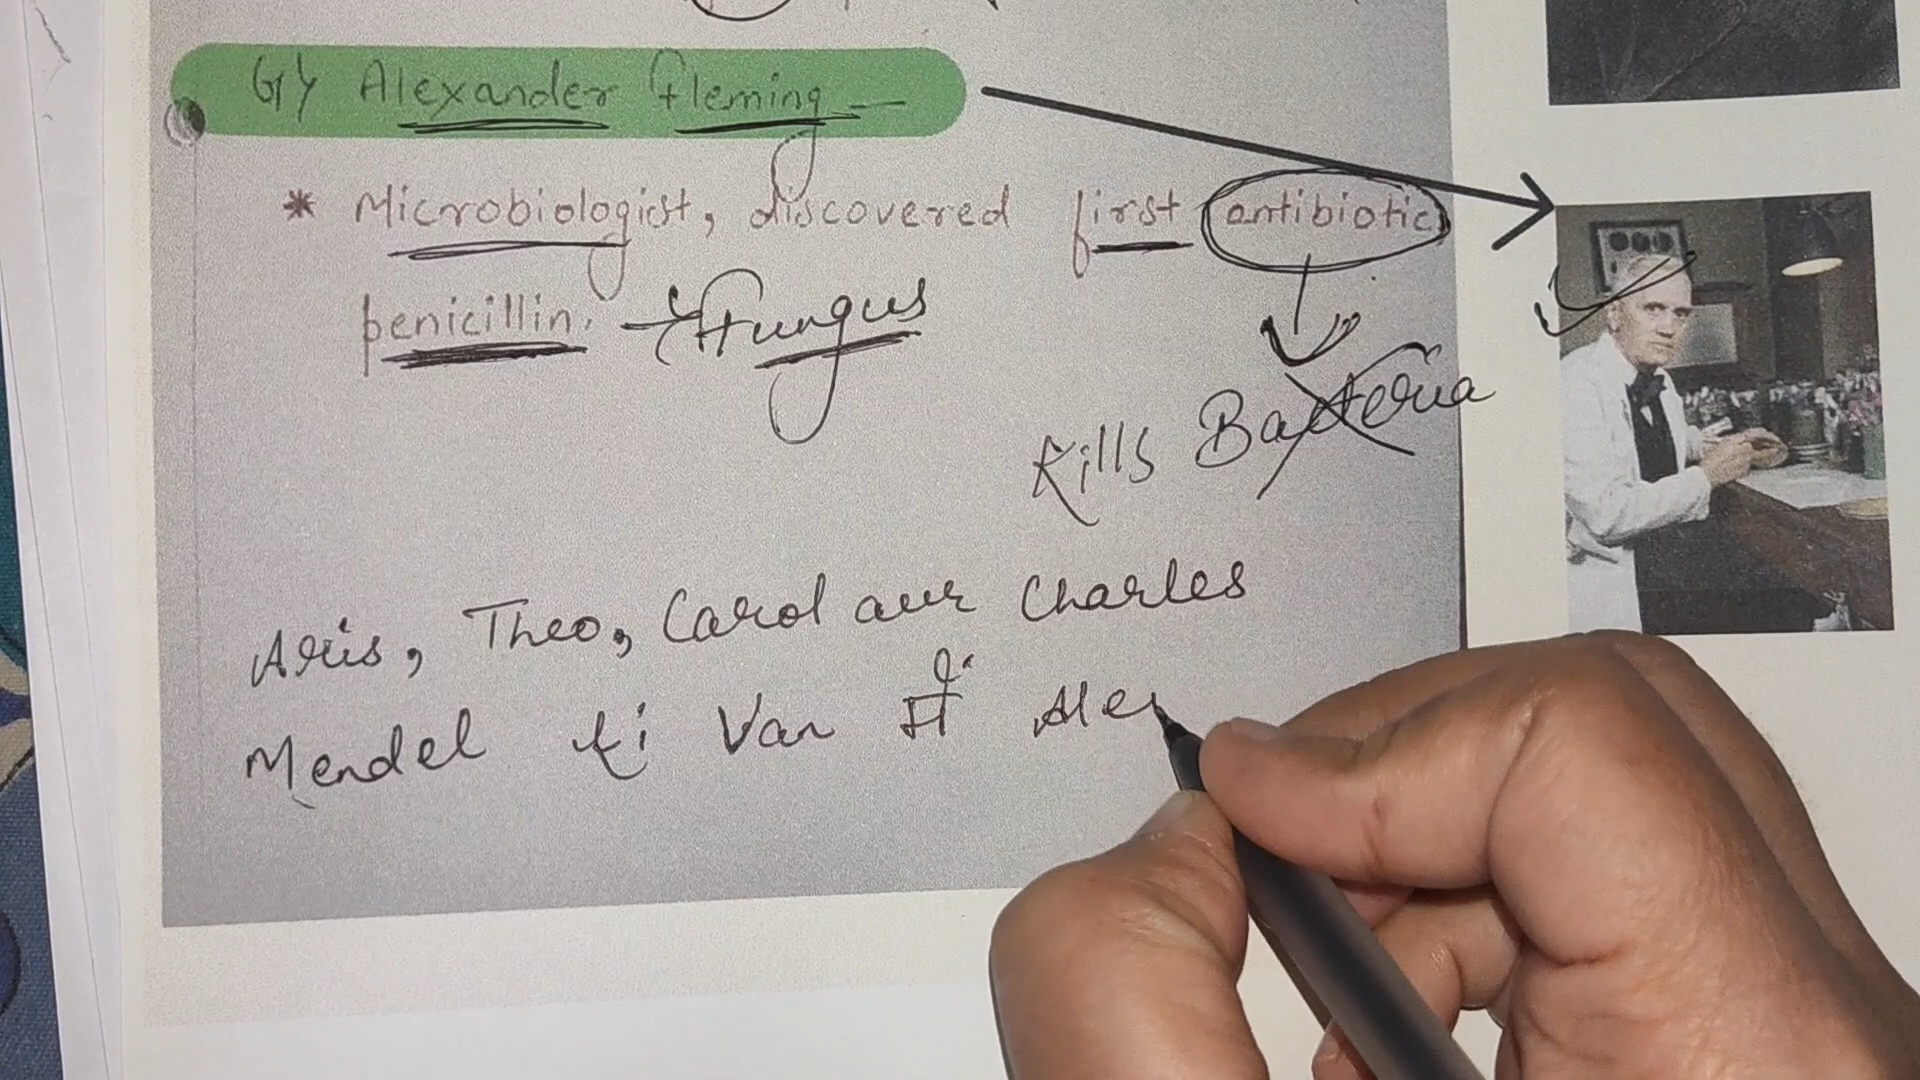 6) Alexander Fleming —
* Microbiologist, discovered first antibiotic
penicillin. → Fungus
Kills Bacteria
Aris, Theo, Carol aur Charles
Mendel ki Van में Ale